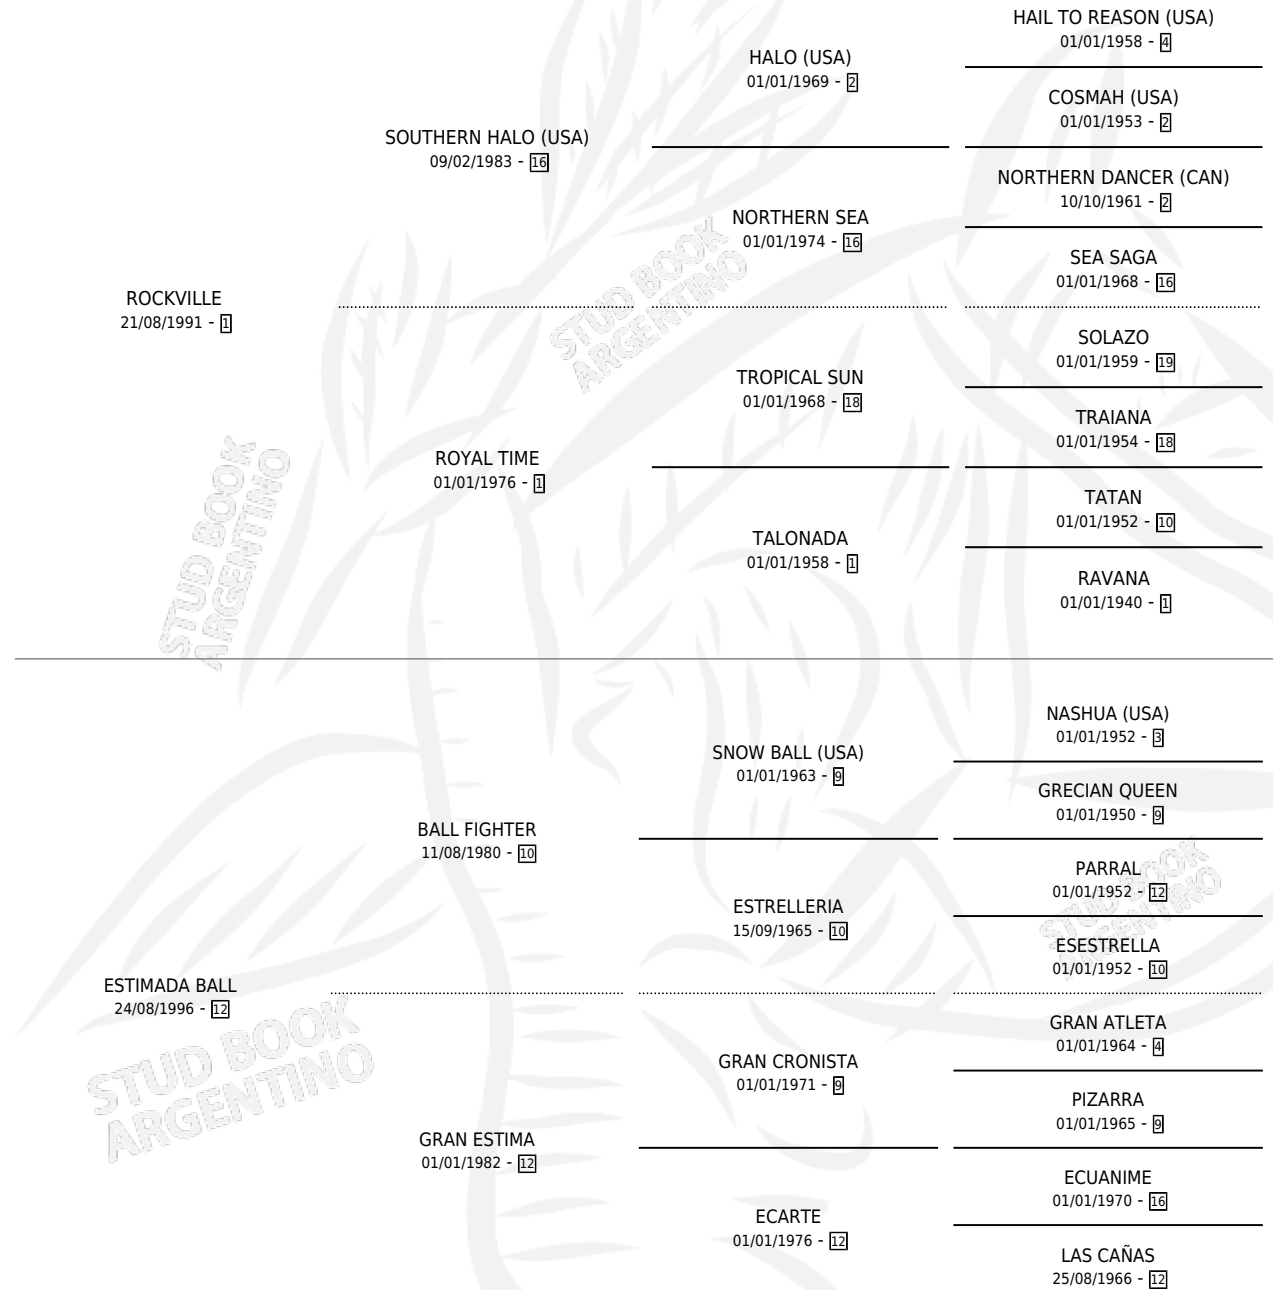 HAIL TO REASON (USA)
01/01/1958 - 4
HALO (USA)
01/01/1969 - 2
COSMAH (USA)
01/01/1953 - 2
SOUTHERN HALO (USA)
09/02/1983 - 16
NORTHERN DANCER (CAN)
10/10/1961 - 2
NORTHERN SEA
01/01/1974 - 16
SEA SAGA
01/01/1968 - 16
ROCKVILLE
21/08/1991 - 1
SOLAZO
01/01/1959 - 19
TROPICAL SUN
01/01/1968 - 18
TRAIANA
01/01/1954 - 18
ROYAL TIME
01/01/1976 - 1
TATAN
01/01/1952 - 10
TALONADA
01/01/1958 - 1
RAVANA
01/01/1940 - 1
NASHUA (USA)
01/01/1952 - 3
SNOW BALL (USA)
01/01/1963 - 9
GRECIAN QUEEN
01/01/1950 - 9
BALL FIGHTER
11/08/1980 - 10
PARRAL
01/01/1952 - 12
ESTRELLERIA
15/09/1965 - 10
ESESTRELLA
01/01/1952 - 10
ESTIMADA BALL
24/08/1996 - 12
GRAN ATLETA
01/01/1964 - 4
GRAN CRONISTA
01/01/1971 - 9
PIZARRA
01/01/1965 - 9
GRAN ESTIMA
01/01/1982 - 12
ECUANIME
01/01/1970 - 16
ECARTE
01/01/1976 - 12
LAS CAÑAS
25/08/1966 - 12
STUD BOOK
ARGENTINO
STUD BOOK
ARGENTINO
STUD BOOK
ARGENTINO
STUD BOOK
ARGENTINO